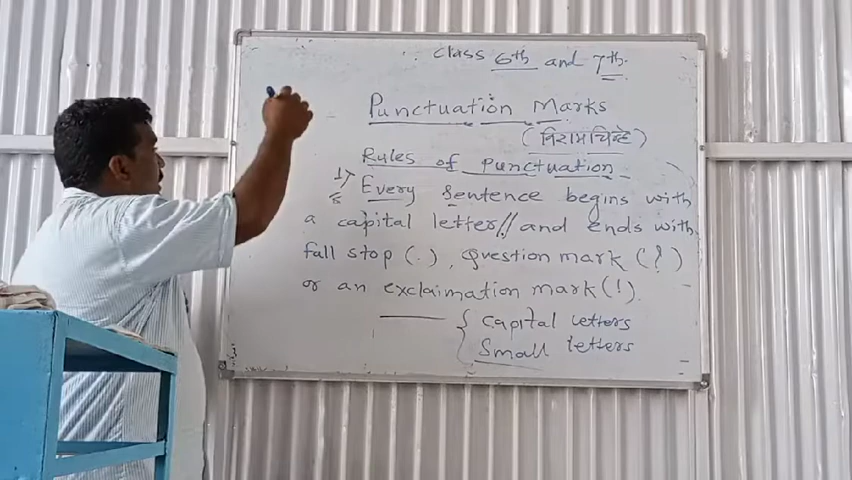 Class 6th and 7th.
Punctuation Marks
(विरामचिन्हे)
Rules of punctuation
1) Every sentence begins with
a capital letters // and ends with
fall stop (.), Question mark (?)
or an exclaimation mark (!).
{ capital letters
Small letters